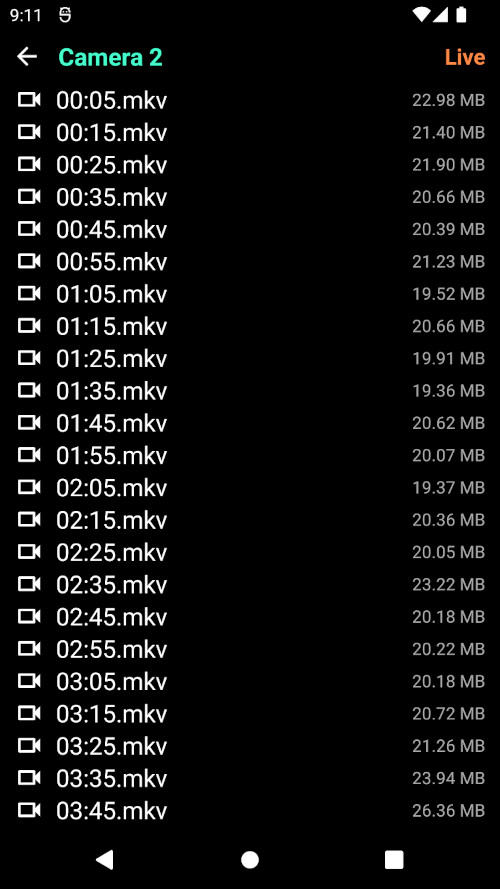 9:11
Camera 2 Live
00:05.mkv 22.98 MB
00:15.mkv 21.40 MB
00:25.mkv 21.90 MB
00:35.mkv 20.66 MB
00:45.mkv 20.39 MB
00:55.mkv 21.23 MB
01:05.mkv 19.52 MB
01:15.mkv 20.66 MB
01:25.mkv 19.91 MB
01:35.mkv 19.36 MB
01:45.mkv 20.62 MB
01:55.mkv 20.07 MB
02:05.mkv 19.37 MB
02:15.mkv 20.36 MB
02:25.mkv 20.05 MB
02:35.mkv 23.22 MB
02:45.mkv 20.18 MB
02:55.mkv 20.22 MB
03:05.mkv 20.18 MB
03:15.mkv 20.72 MB
03:25.mkv 21.26 MB
03:35.mkv 23.94 MB
03:45.mkv 26.36 MB